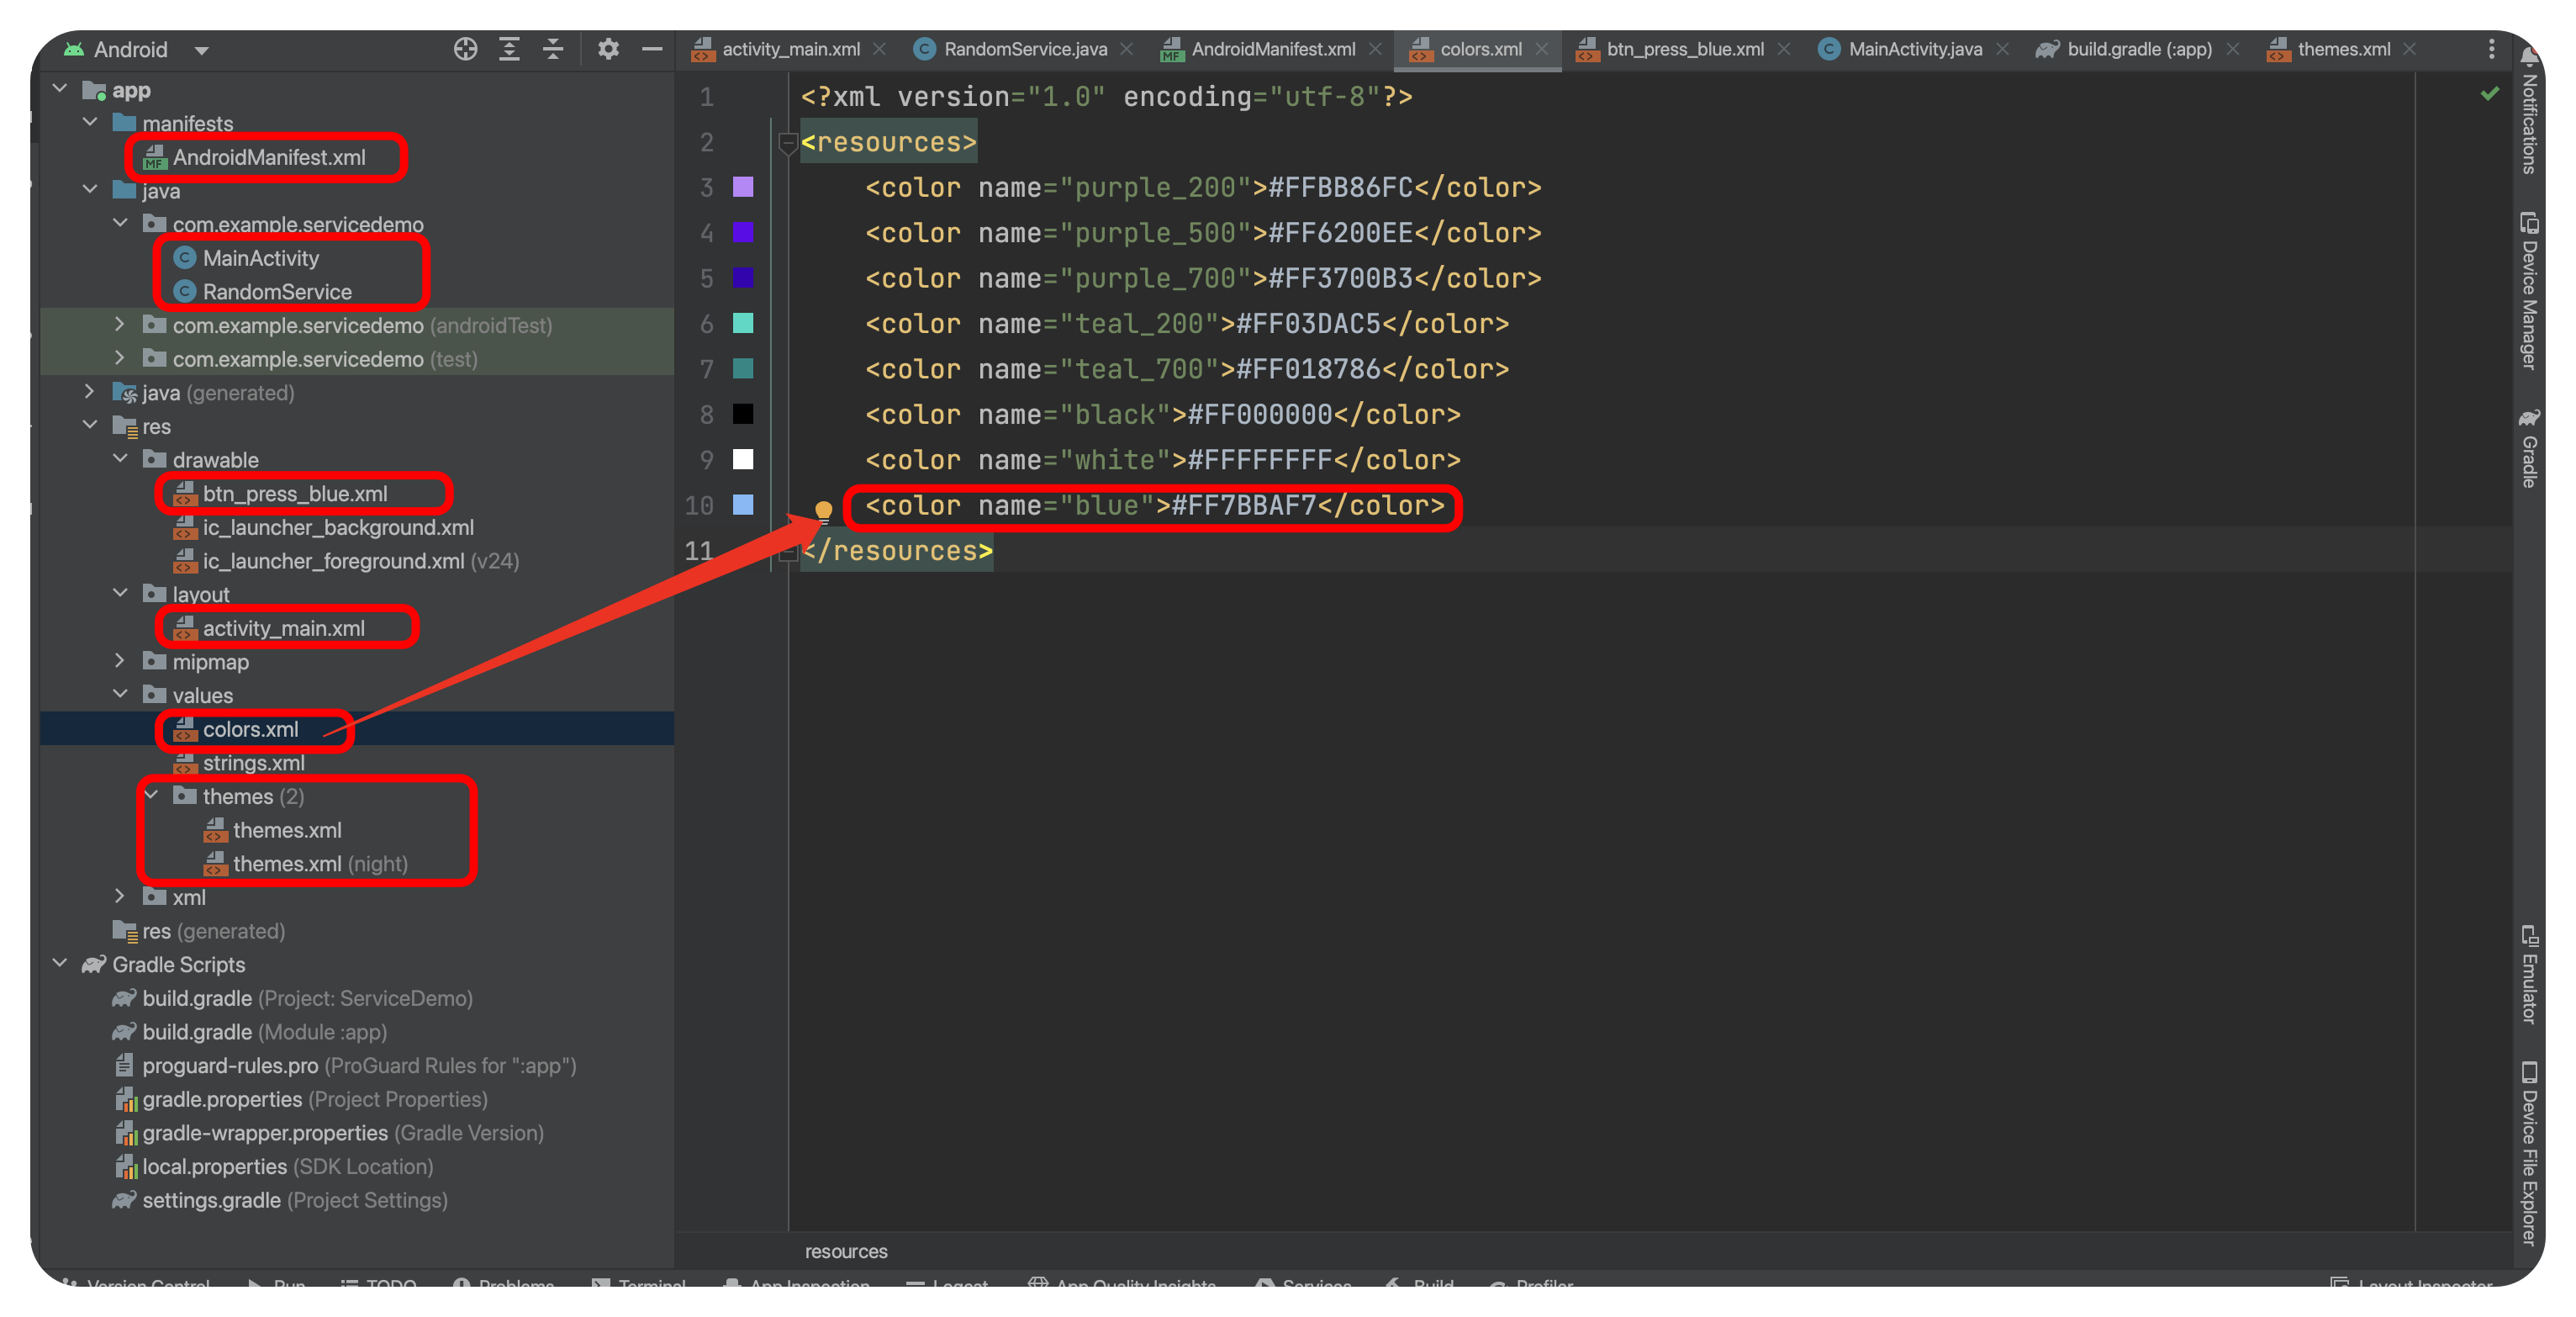 Android
activity_main.xml RandomService.java AndroidManifest.xml colors.xml btn_press_blue.xml MainActivity.java build.gradle (:app) themes.xml
app
manifests
AndroidManifest.xml
java
com.example.servicedemo
MainActivity
RandomService
com.example.servicedemo (androidTest)
com.example.servicedemo (test)
java (generated)
res
drawable
btn_press_blue.xml
ic_launcher_background.xml
ic_launcher_foreground.xml (v24)
layout
activity_main.xml
mipmap
values
colors.xml
strings.xml
themes (2)
themes.xml
themes.xml (night)
xml
res (generated)
Gradle Scripts
build.gradle (Project: ServiceDemo)
build.gradle (Module :app)
proguard-rules.pro (ProGuard Rules for ":app")
gradle.properties (Project Properties)
gradle-wrapper.properties (Gradle Version)
local.properties (SDK Location)
settings.gradle (Project Settings)
1 <?xml version="1.0" encoding="utf-8"?>
2 <resources>
3 <color name="purple_200">#FFBB86FC</color>
4 <color name="purple_500">#FF6200EE</color>
5 <color name="purple_700">#FF3700B3</color>
6 <color name="teal_200">#FF03DAC5</color>
7 <color name="teal_700">#FF018786</color>
8 <color name="black">#FF000000</color>
9 <color name="white">#FFFFFFFF</color>
10 <color name="blue">#FF7BBAF7</color>
11 </resources>
resources
Notifications
Device Manager
Gradle
Emulator
Device File Explorer
Version Control Run TODO Problems Terminal App Inspection Logcat App Quality Insights Services Build Profiler Layout Inspector